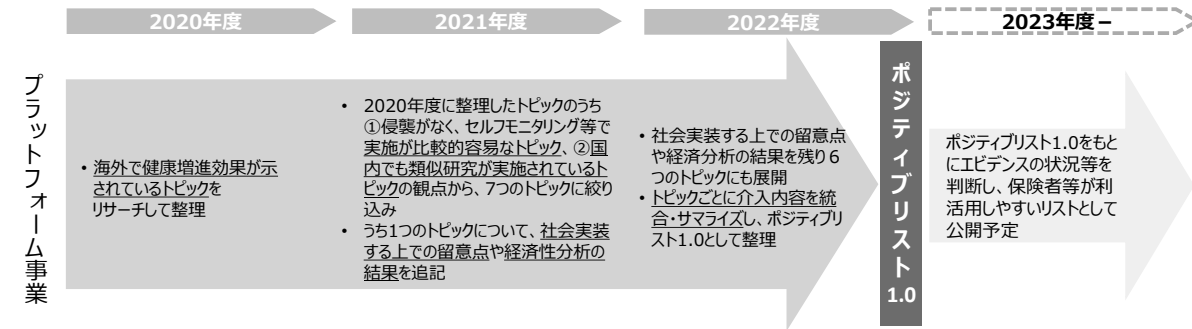 2020年度
2021年度
2022年度
2023年度－
プラットフォーム事業
• 海外で健康増進効果が示
されているトピックを
リサーチして整理
• 2020年度に整理したトピックのうち
①侵襲がなく、セルフモニタリング等で
実施が比較的容易なトピック、②国
内でも類似研究が実施されているト
ピックの観点から、7つのトピックに絞り
込み
• うち1つのトピックについて、社会実装
する上での留意点や経済性分析の
結果を追記
• 社会実装する上での留意点
や経済分析の結果を残り６
つのトピックにも展開
• トピックごとに介入内容を統
合・サマライズし、ポジティブリ
スト1.0として整理
ポジティブリスト1.0
ポジティブリスト1.0をもと
にエビデンスの状況等を
判断し、保険者等が利
活用しやすいリストとして
公開予定